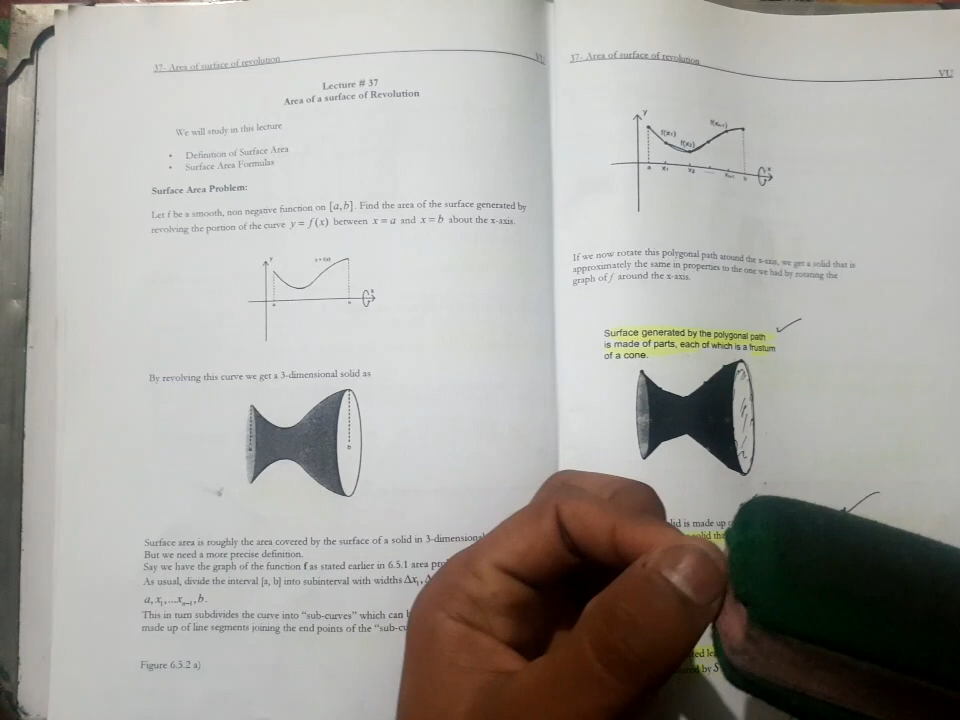 37- Area of surface of revolution VU
Lecture # 37
Area of a surface of Revolution
We will study in this lecture
• Definition of Surface Area
• Surface Area Formulas
Surface Area Problem:
Let f be a smooth, non negative function on [a,b]. Find the area of the surface generated by
revolving the portion of the curve y = f(x) between x = a and x = b about the x-axis.
y
y = f(x)
x
a
By revolving this curve we get a 3-dimensional solid as
b
Surface area is roughly the area covered by the surface of a solid in 3-dimensional
But we need a more precise definition.
Say we have the graph of the function f as stated earlier in 6.5.1 area
As usual, divide the interval [a, b] into subinterval with widths Δx₁,
a, x₁,...xₙ₋₁, b.
This in turn subdivides the curve into "sub-curves" which can
made up of line segments joining the end points of the
Figure 6.5.2 a)
37- Area of surface of revolution VU
y
f(x₁)
f(x₂)
f(xₙ₋₁)
a x₁ x₂ xₙ₋₁ b x
If we now rotate this polygonal path around the x-axis, we get a solid that is
approximately the same in properties to the one we had by rotating the
graph of f around the x-axis.
Surface generated by the polygonal path
is made of parts, each of which is a frustum
of a cone.
is made up
by S